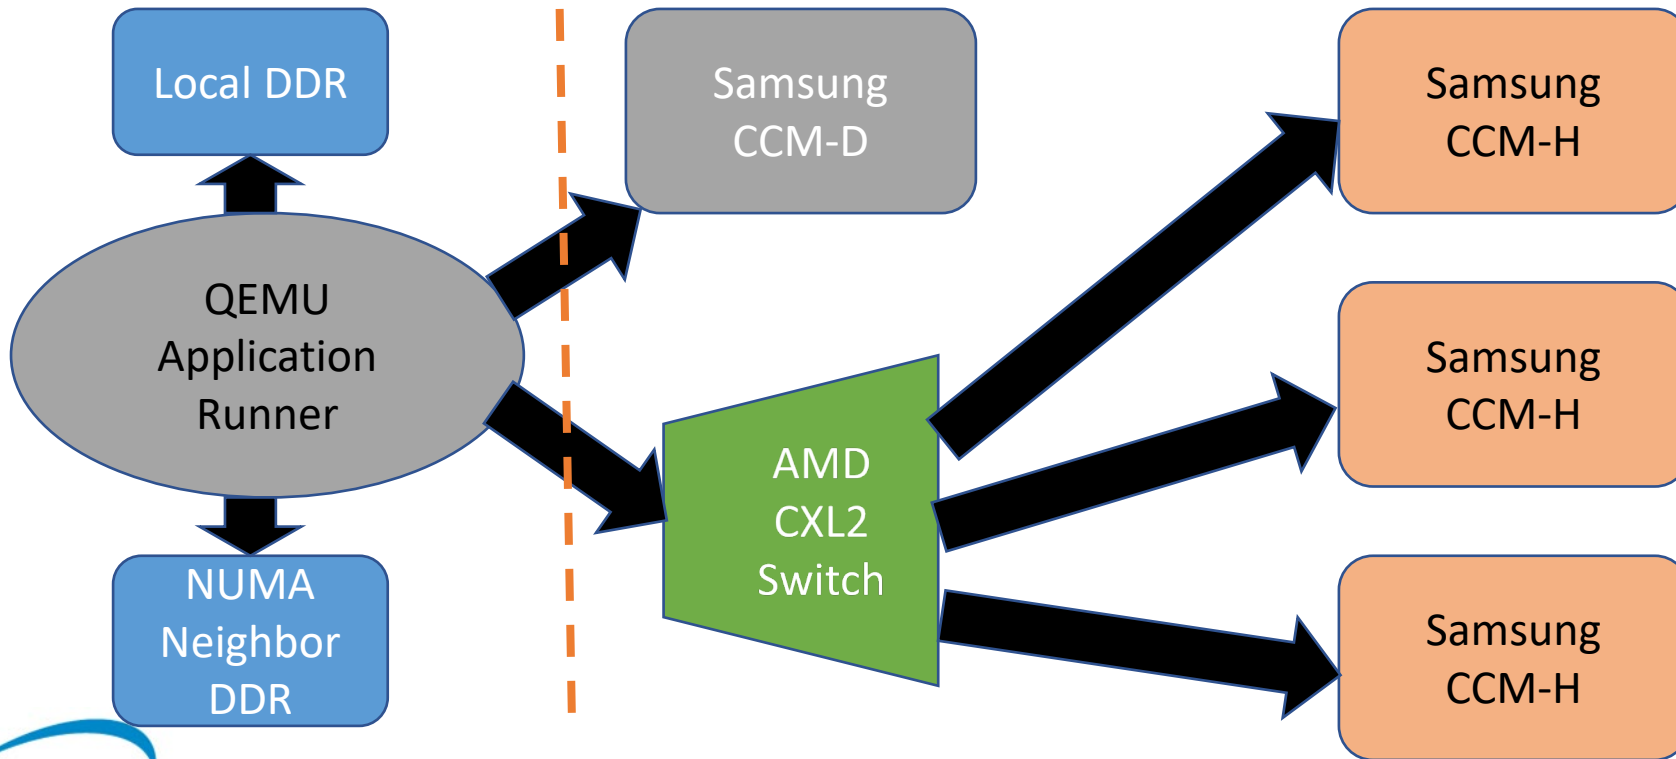 Local DDR
Samsung
CCM-D
Samsung
CCM-H
QEMU
Application
Runner
Samsung
CCM-H
AMD
CXL2
Switch
NUMA
Neighbor
DDR
Samsung
CCM-H